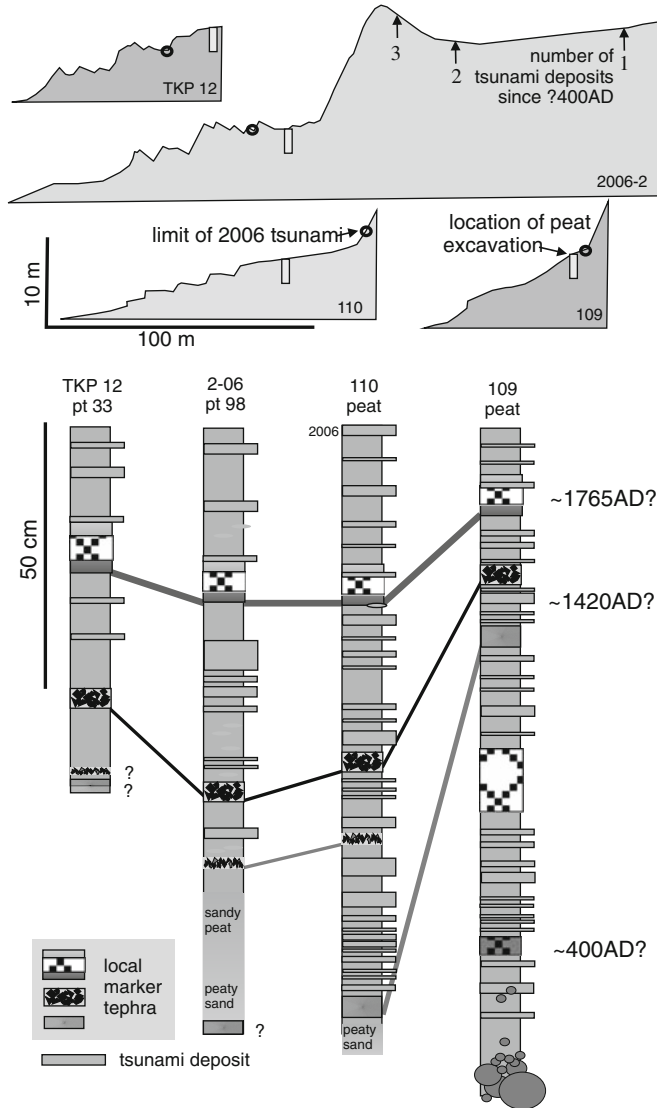 TKP 12
3
2
1
number of
tsunami deposits
since ?400AD
2006-2
limit of 2006 tsunami
location of peat
excavation
10 m
100 m
110
109
TKP 12
pt 33
2-06
pt 98
110
peat
109
peat
2006
50 cm
~1765AD?
~1420AD?
~400AD?
?
?
sandy
peat
peaty
sand
?
peaty
sand
local
marker
tephra
tsunami deposit